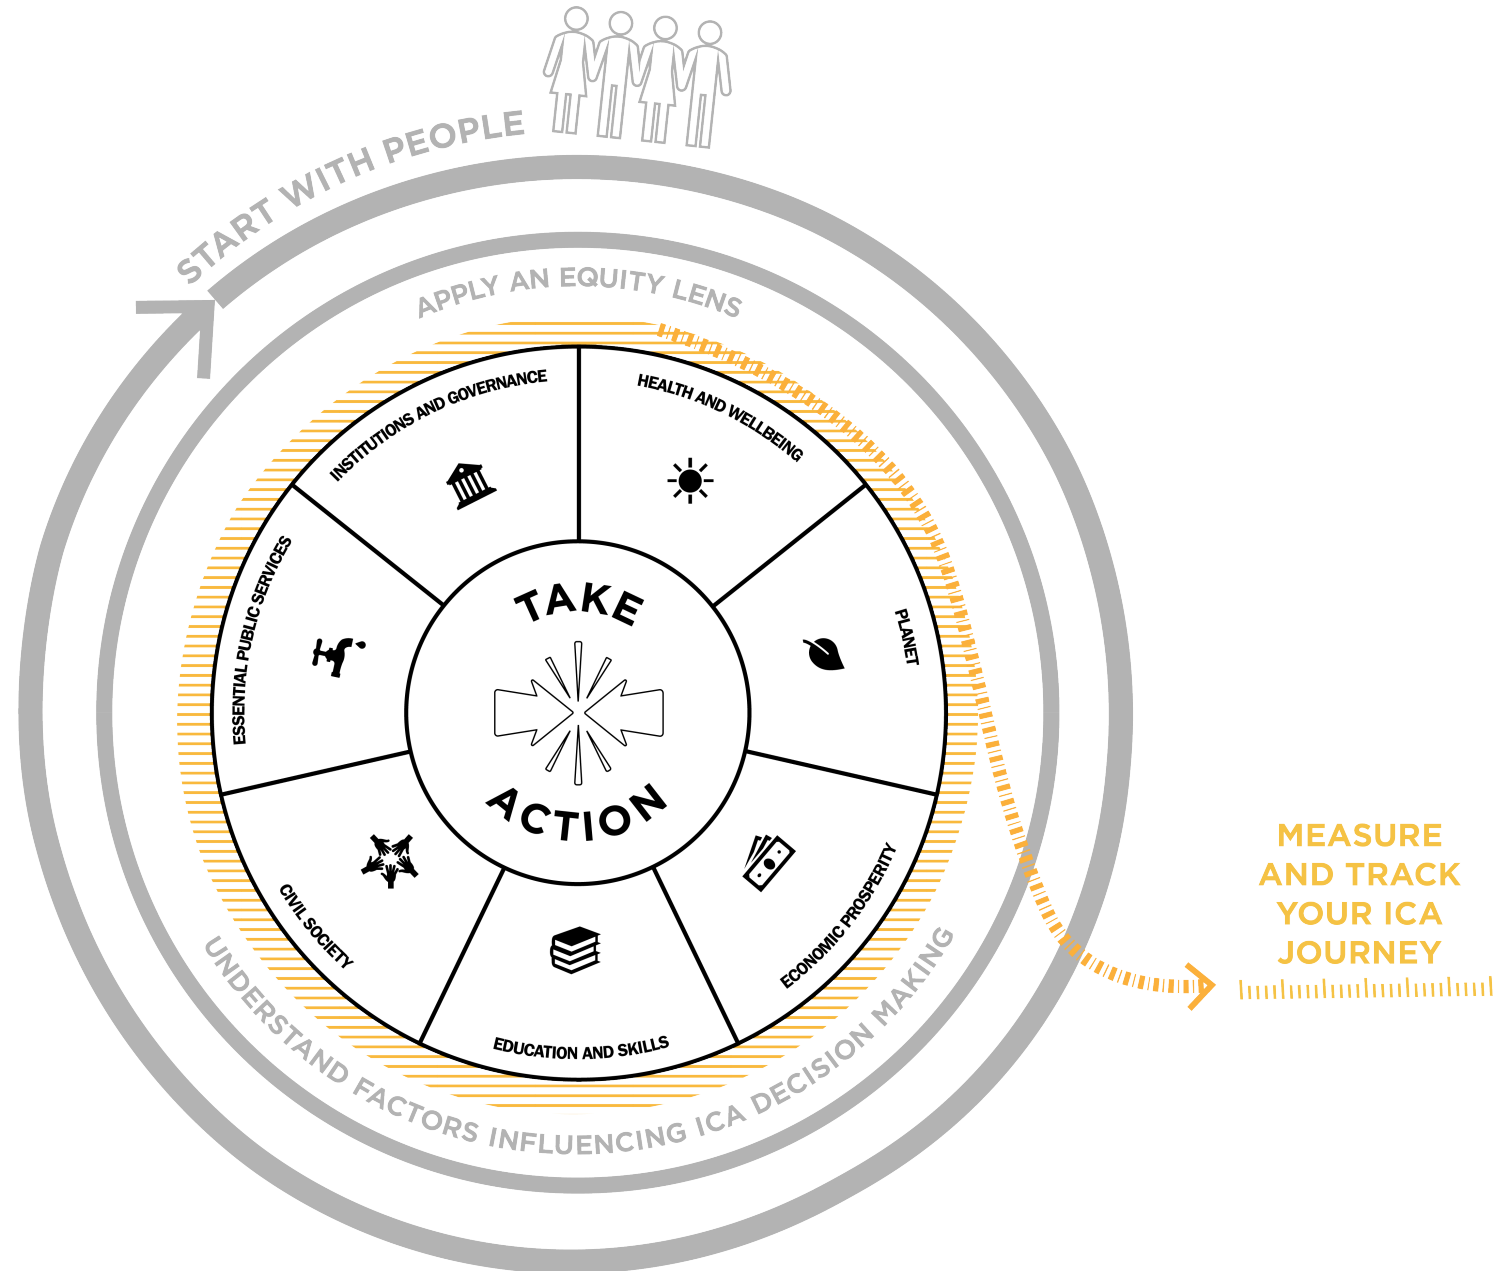 START WITH PEOPLE
APPLY AN EQUITY LENS
INSTITUTIONS AND GOVERNANCE
HEALTH AND WELLBEING
ESSENTIAL PUBLIC SERVICES
PLANET
TAKE
ACTION
CIVIL SOCIETY
ECONOMIC PROSPERITY
EDUCATION AND SKILLS
UNDERSTAND FACTORS INFLUENCING ICA DECISION MAKING
MEASURE
AND TRACK
YOUR ICA
JOURNEY